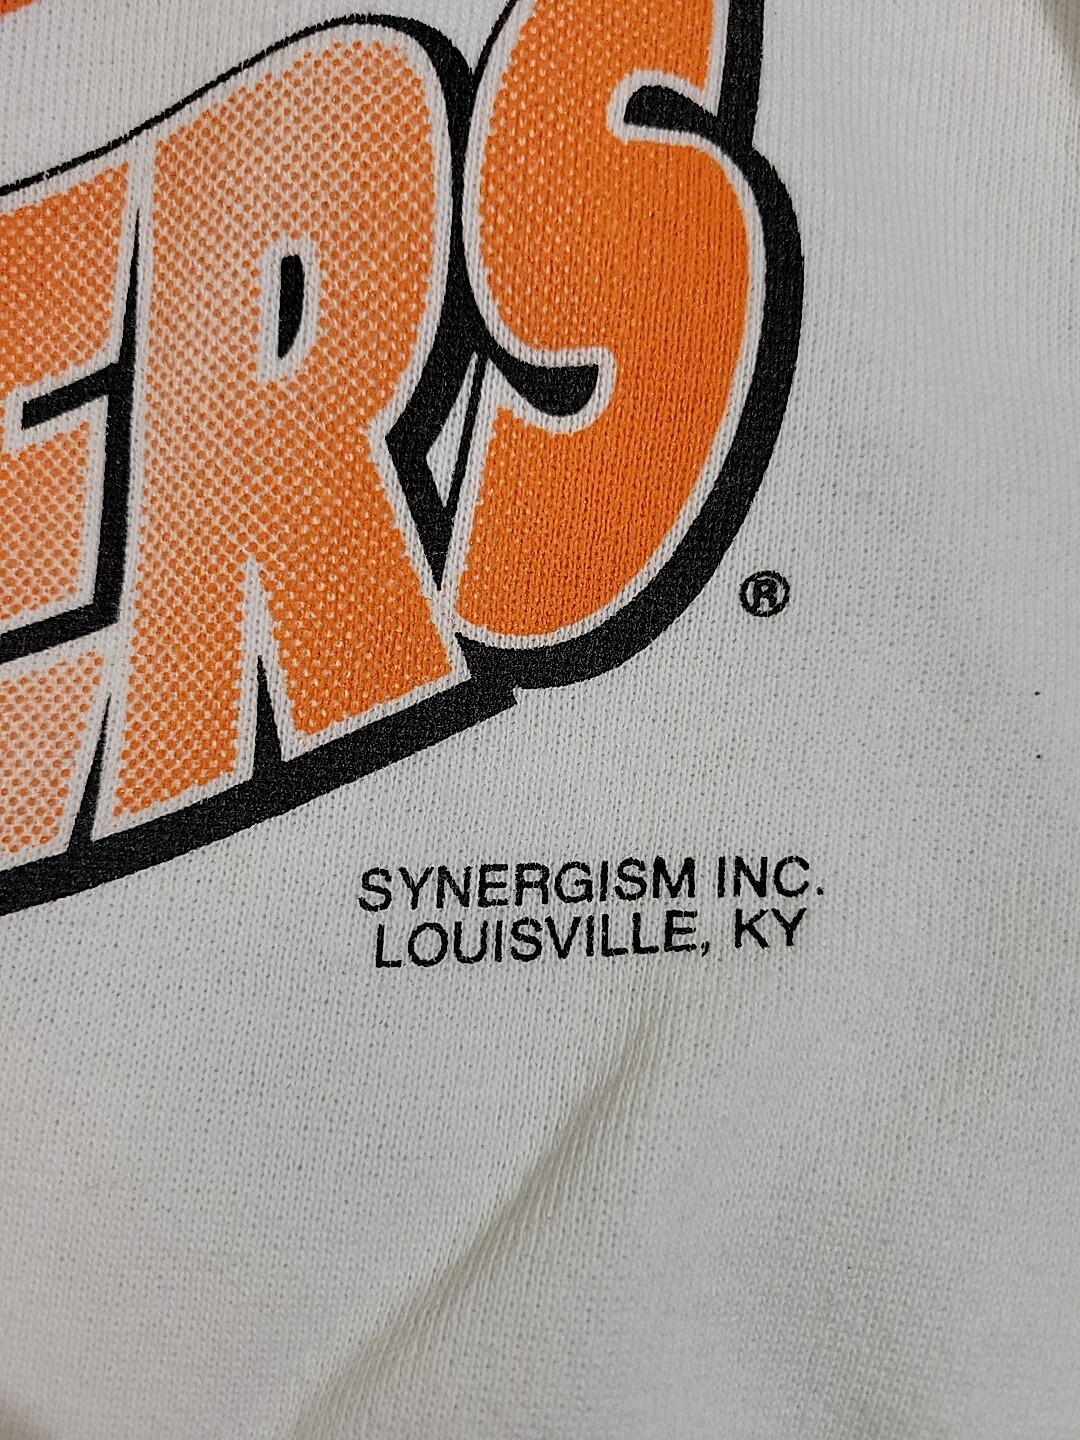 ERS
®
SYNERGISM INC.
LOUISVILLE, KY